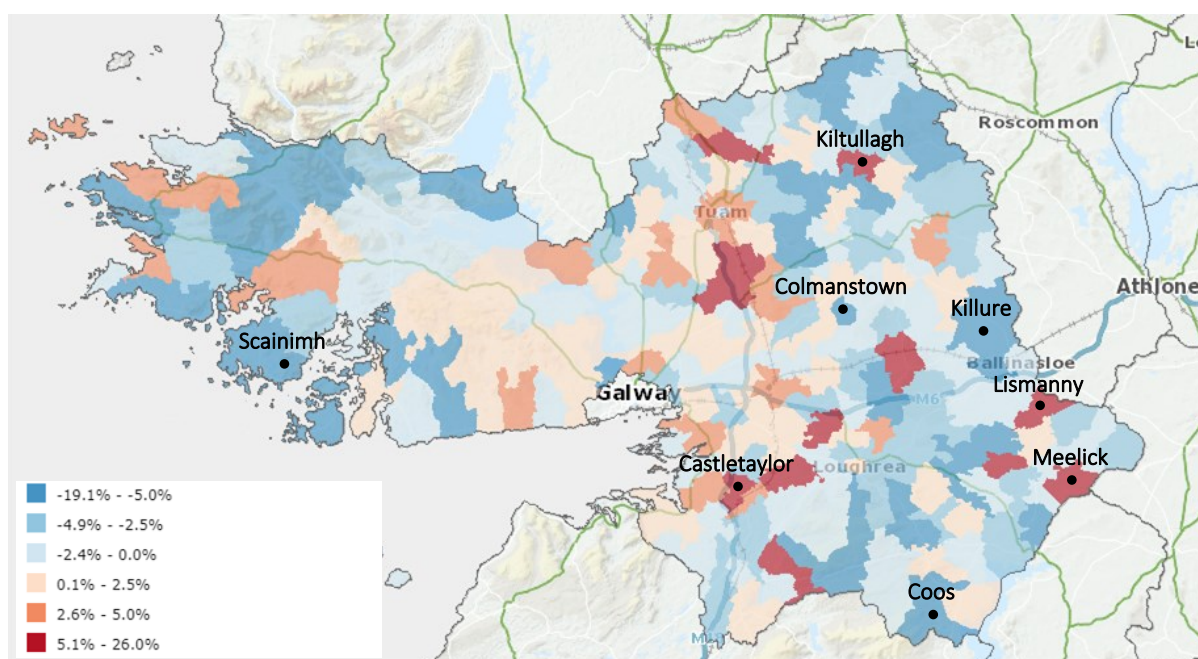 Roscommon
Kiltullagh
Tuam
Athlone
Colmanstown
Killure
Scainimh
Ballinasloe
Lismanny
Galway
M6
Meelick
Castletaylor
Loughrea
Coos
-19.1% - -5.0%
-4.9% - -2.5%
-2.4% - 0.0%
0.1% - 2.5%
2.6% - 5.0%
5.1% - 26.0%